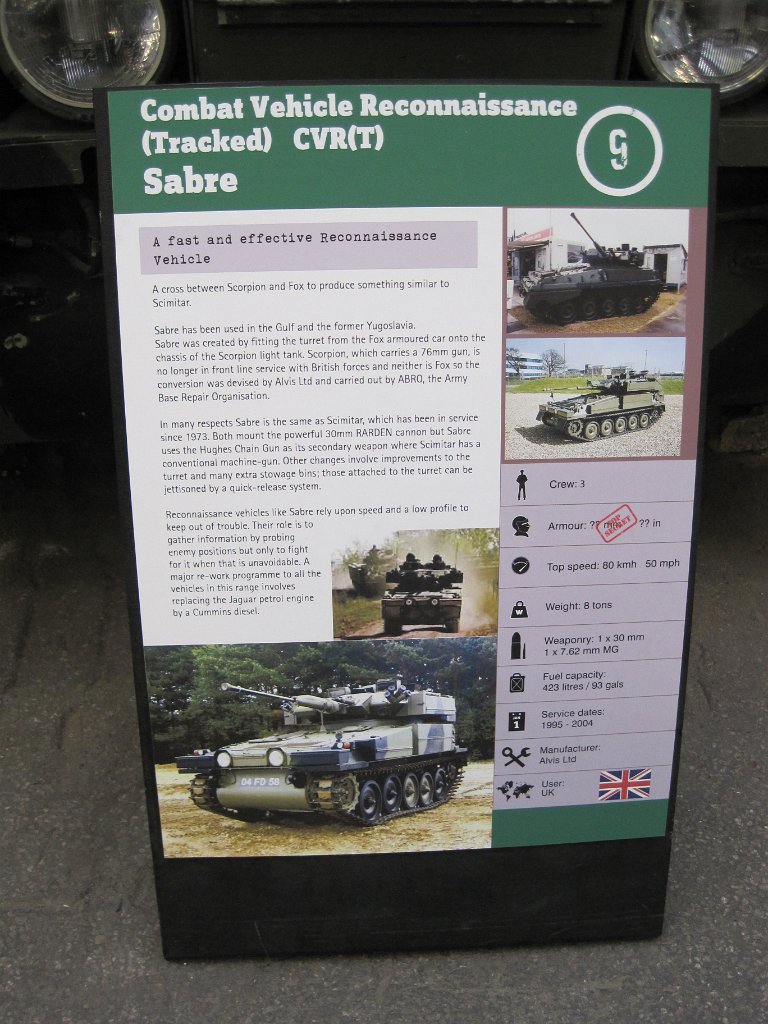 Combat Vehicle Reconnaissance
(Tracked) CVR(T)
Sabre
A fast and effective Reconnaissance
Vehicle
A cross between Scorpion and Fox to produce something similar to
Scimitar.
Sabre has been used in the Gulf and the former Yugoslavia.
Sabre was created by fitting the turret from the Fox armoured car onto the
chassis of the Scorpion light tank. Scorpion, which carries a 76mm gun, is
no longer in front line service with British forces and neither is Fox so the
conversion was devised by Alvis Ltd and carried out by ABRO, the Army
Base Repair Organisation.
In many respects Sabre is the same as Scimitar, which has been in service
since 1973. Both mount the powerful 30mm RARDEN cannon but Sabre
uses the Hughes Chain Gun as its secondary weapon where Scimitar has a
conventional machine-gun. Other changes involve improvements to the
turret and many extra stowage bins; those attached to the turret can be
jettisoned by a quick-release system.
Reconnaissance vehicles like Sabre rely upon speed and a low profile to
keep out of trouble. Their role is to
gather information by probing
enemy positions but only to fight
for it when that is unavoidable. A
major re-work programme to all the
vehicles in this range involves
replacing the Jaguar petrol engine
by a Cummins diesel.
04 FD 58
Crew: 3
Armour: ?? mm ?? in
TOP SECRET
Top speed: 80 kmh 50 mph
W
Weight: 8 tons
Weaponry: 1 x 30 mm
1 x 7.62 mm MG
Fuel capacity:
423 litres / 93 gals
1
Service dates:
1995 - 2004
Manufacturer:
Alvis Ltd
User:
UK